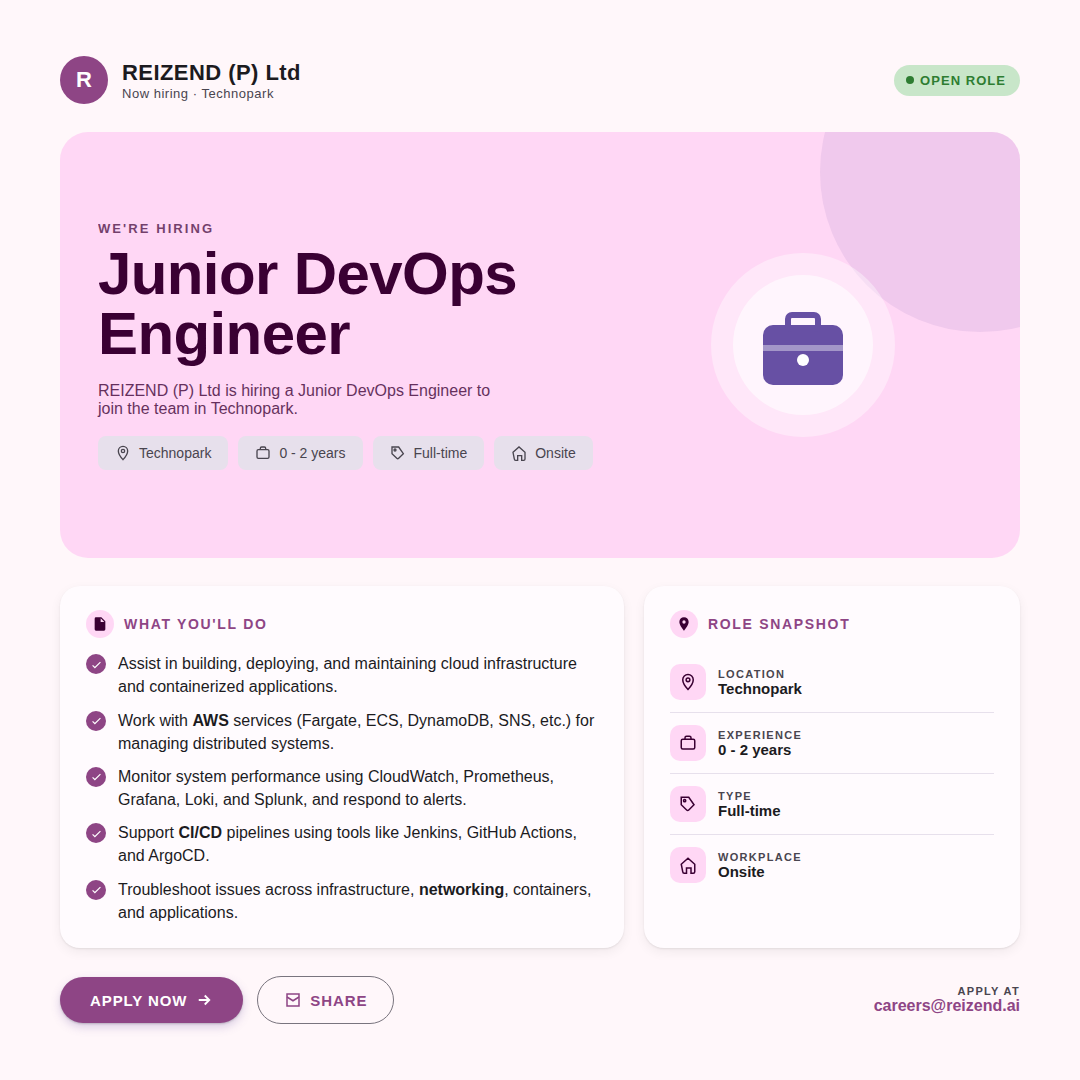 R
REIZEND (P) Ltd
Now hiring · Technopark
OPEN ROLE
WE'RE HIRING
Junior DevOps
Engineer
REIZEND (P) Ltd is hiring a Junior DevOps Engineer to
join the team in Technopark.
Technopark
0 - 2 years
Full-time
Onsite
WHAT YOU'LL DO
Assist in building, deploying, and maintaining cloud infrastructure
and containerized applications.
Work with AWS services (Fargate, ECS, DynamoDB, SNS, etc.) for
managing distributed systems.
Monitor system performance using CloudWatch, Prometheus,
Grafana, Loki, and Splunk, and respond to alerts.
Support CI/CD pipelines using tools like Jenkins, GitHub Actions,
and ArgoCD.
Troubleshoot issues across infrastructure, networking, containers,
and applications.
ROLE SNAPSHOT
LOCATION
Technopark
EXPERIENCE
0 - 2 years
TYPE
Full-time
WORKPLACE
Onsite
APPLY NOW
SHARE
APPLY AT
careers@reizend.ai